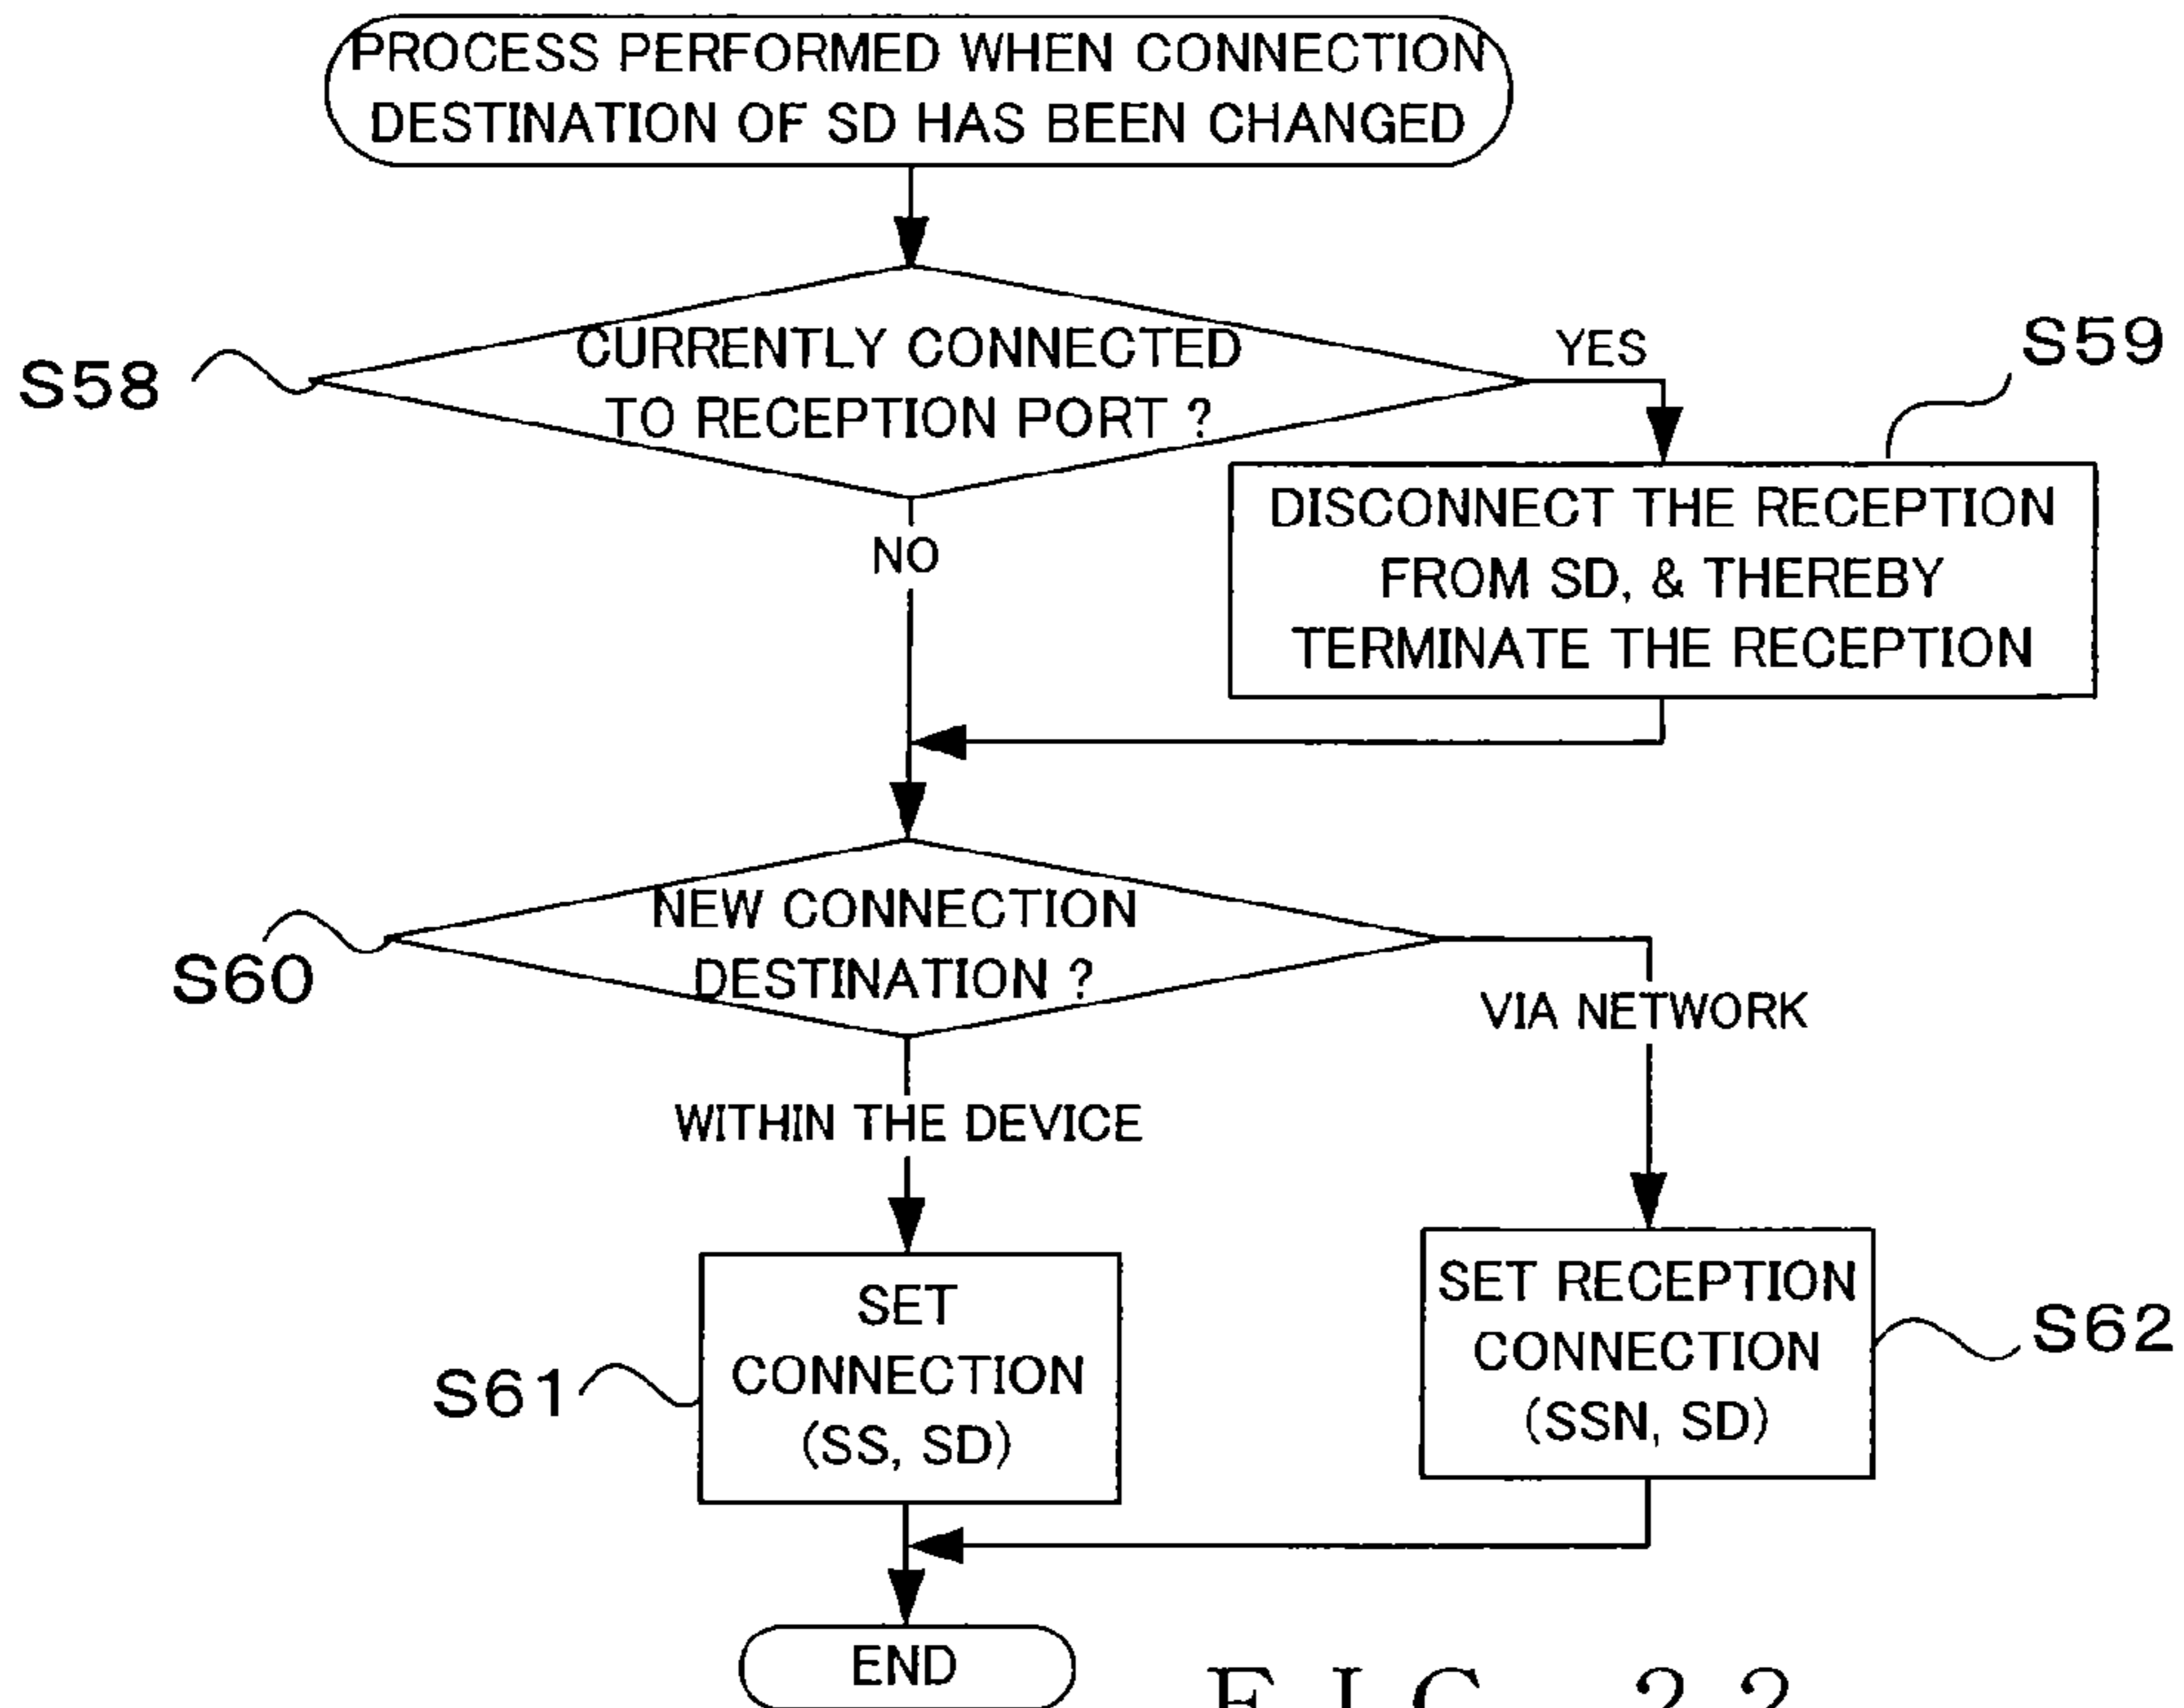 PROCESS PERFORMED WHEN CONNECTION
DESTINATION OF SD HAS BEEN CHANGED
S58
CURRENTLY CONNECTED
TO RECEPTION PORT ?
YES
S59
NO
DISCONNECT THE RECEPTION
FROM SD, & THEREBY
TERMINATE THE RECEPTION
S60
NEW CONNECTION
DESTINATION ?
VIA NETWORK
WITHIN THE DEVICE
S61
SET
CONNECTION
(SS, SD)
SET RECEPTION
CONNECTION
(SSN, SD)
S62
END
FIG. 22